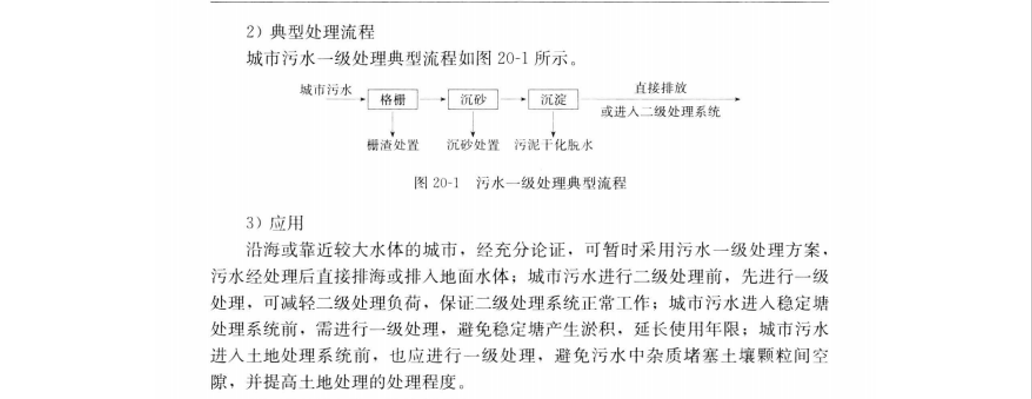 2）典型处理流程
城市污水一级处理典型流程如图 20-1 所示。
城市污水
格栅
沉砂
沉淀
直接排放
或进入二级处理系统
栅渣处置
沉砂处置
污泥干化脱水
图 20-1 污水一级处理典型流程
3）应用
沿海或靠近较大水体的城市，经充分论证，可暂时采用污水一级处理方案，
污水经处理后直接排海或排入地面水体；城市污水进行二级处理前，先进行一级
处理，可减轻二级处理负荷，保证二级处理系统正常工作；城市污水进入稳定塘
处理系统前，需进行一级处理，避免稳定塘产生淤积，延长使用年限；城市污水
进入土地处理系统前，也应进行一级处理，避免污水中杂质堵塞土壤颗粒间空
隙，并提高土地处理的处理程度。